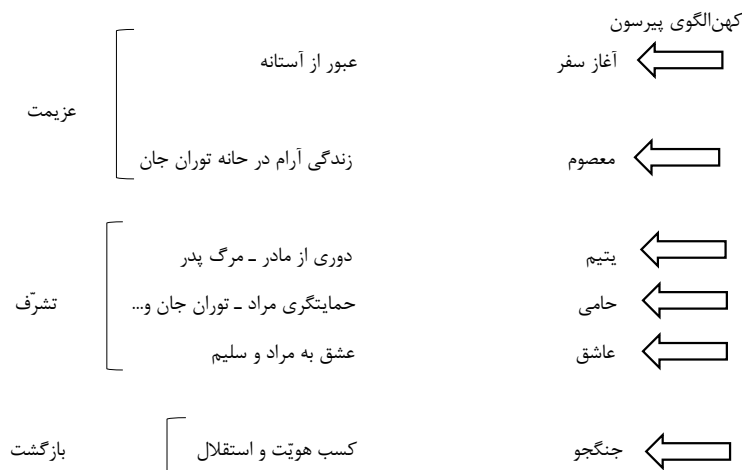 کهن‌الگوی پیرسون
آغاز سفر عبور از آستانه
عزیمت
معصوم زندگی آرام در حانه توران جان
یتیم دوری از مادر ـ مرگ پدر
حامی حمایتگری مراد ـ توران جان و... تشرّف
عاشق عشق به مراد و سلیم
جنگجو کسب هویّت و استقلال بازگشت